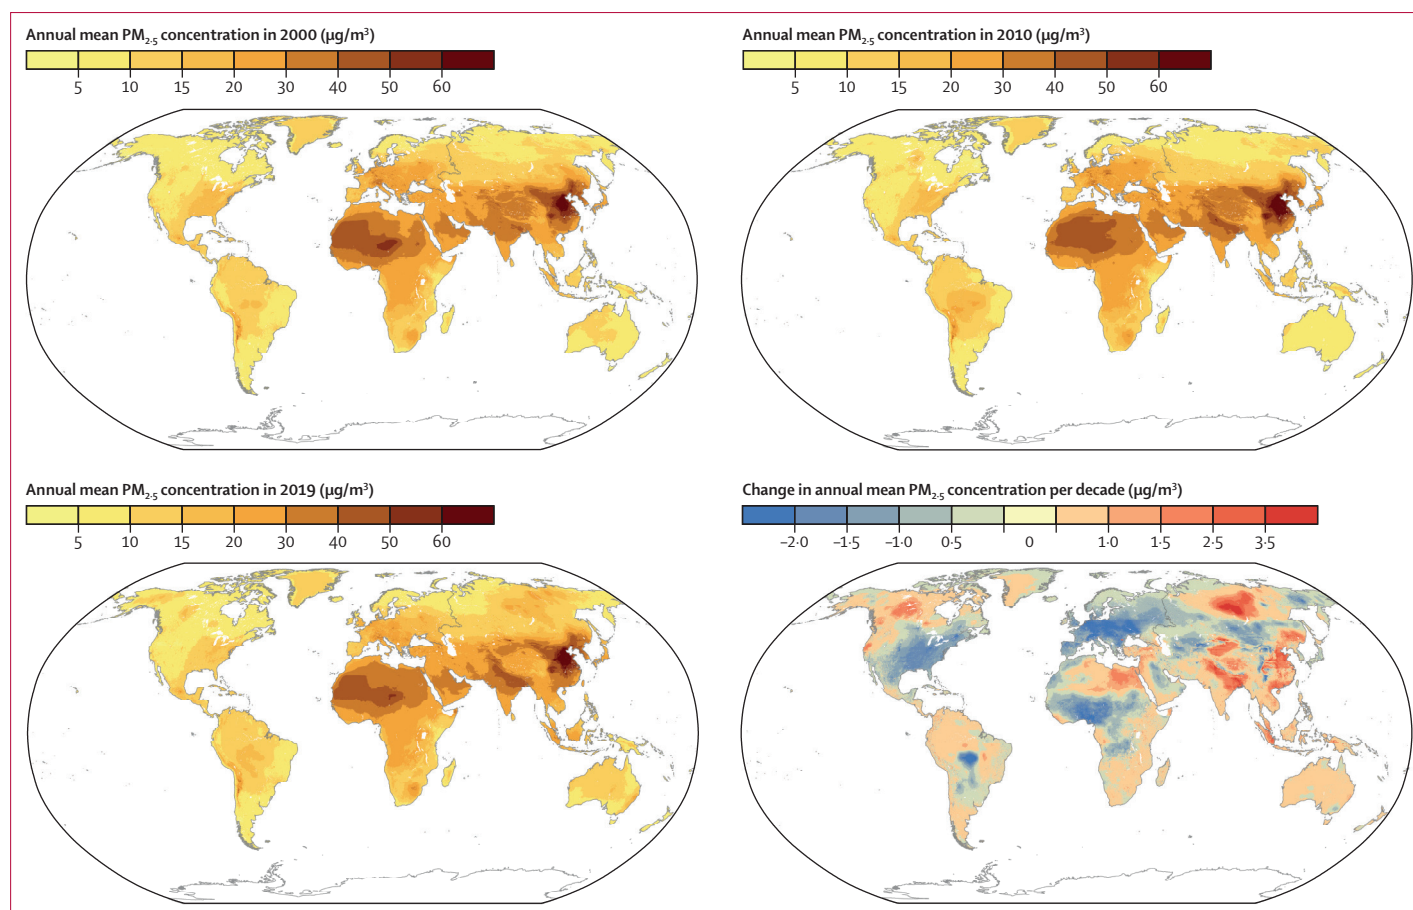 Annual mean PM2·5 concentration in 2000 (µg/m³)
5 10 15 20 30 40 50 60
Annual mean PM2·5 concentration in 2010 (µg/m³)
5 10 15 20 30 40 50 60
Annual mean PM2·5 concentration in 2019 (µg/m³)
5 10 15 20 30 40 50 60
Change in annual mean PM2·5 concentration per decade (µg/m³)
–2·0 –1·5 –1·0 0·5 0 1·0 1·5 2·5 3·5